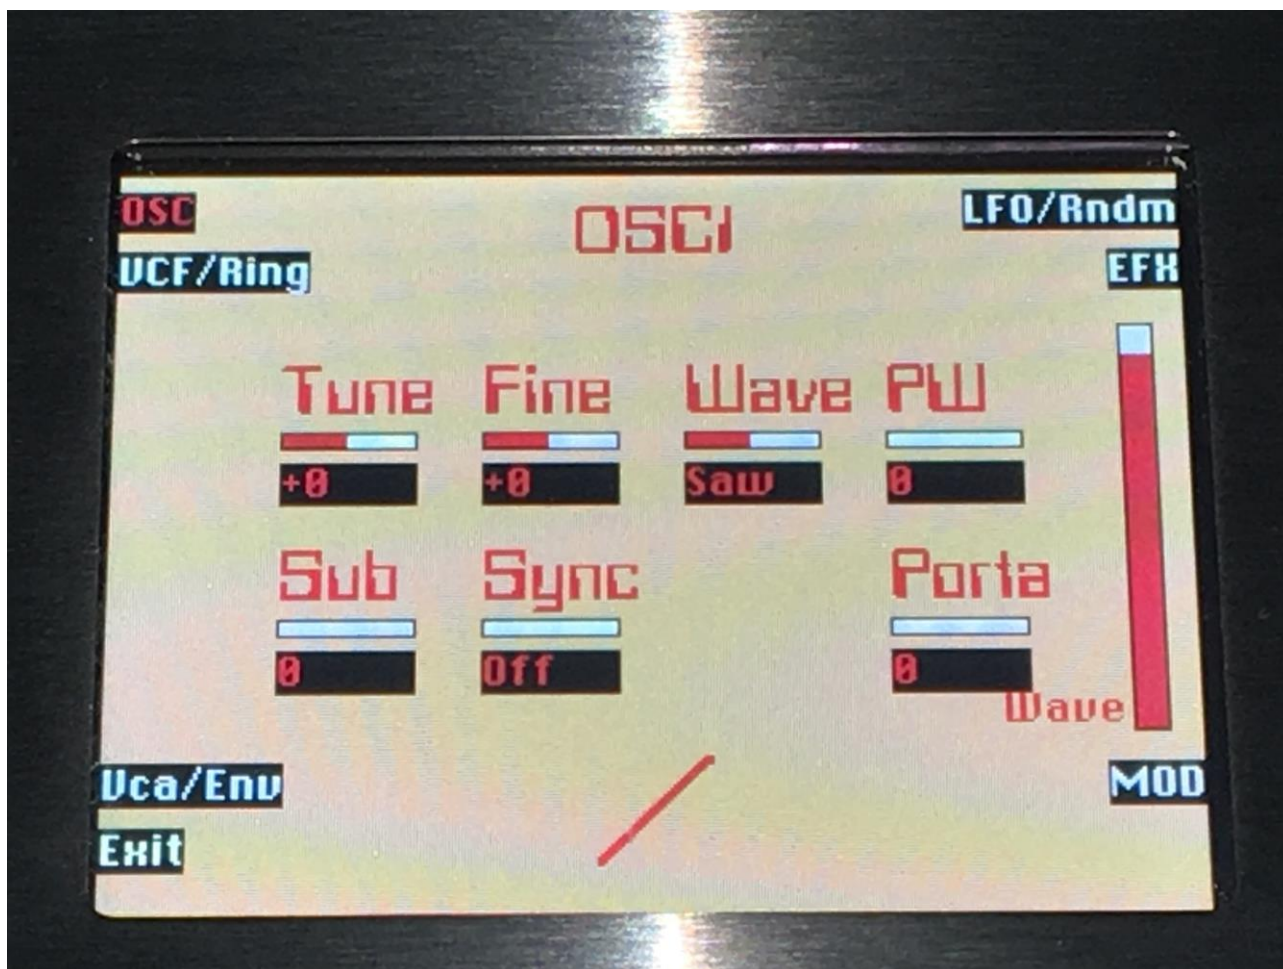 OSC
OSC1
LFO/Rndm
VCF/Ring
EFX
Tune Fine Wave PW
+0 +0 Saw 0
Sub Sync Porta
0 Off 0
Wave
Vca/Env
MOD
Exit